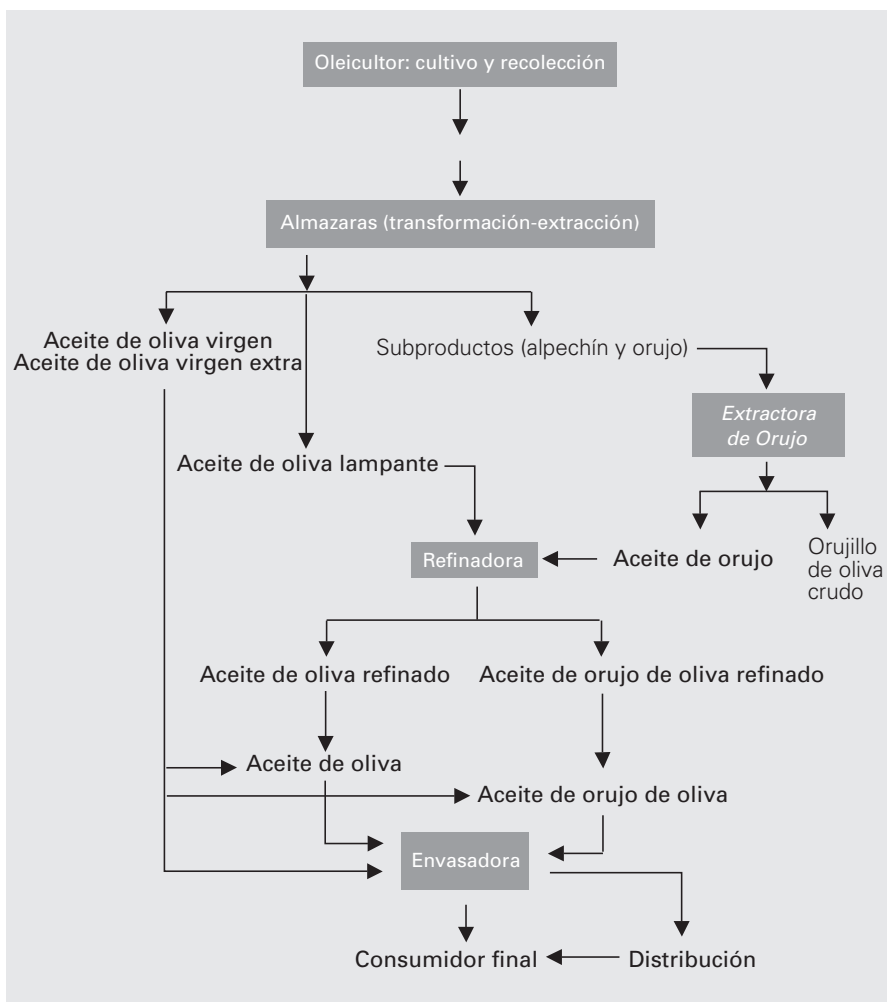 Oleicultor: cultivo y recolección
Almazaras (transformación-extracción)
Aceite de oliva virgen
Aceite de oliva virgen extra
Subproductos (alpechín y orujo)
Extractora
de Orujo
Aceite de oliva lampante
Refinadora
Aceite de orujo
Orujillo
de oliva
crudo
Aceite de oliva refinado
Aceite de orujo de oliva refinado
Aceite de oliva
Aceite de orujo de oliva
Envasadora
Consumidor final
Distribución